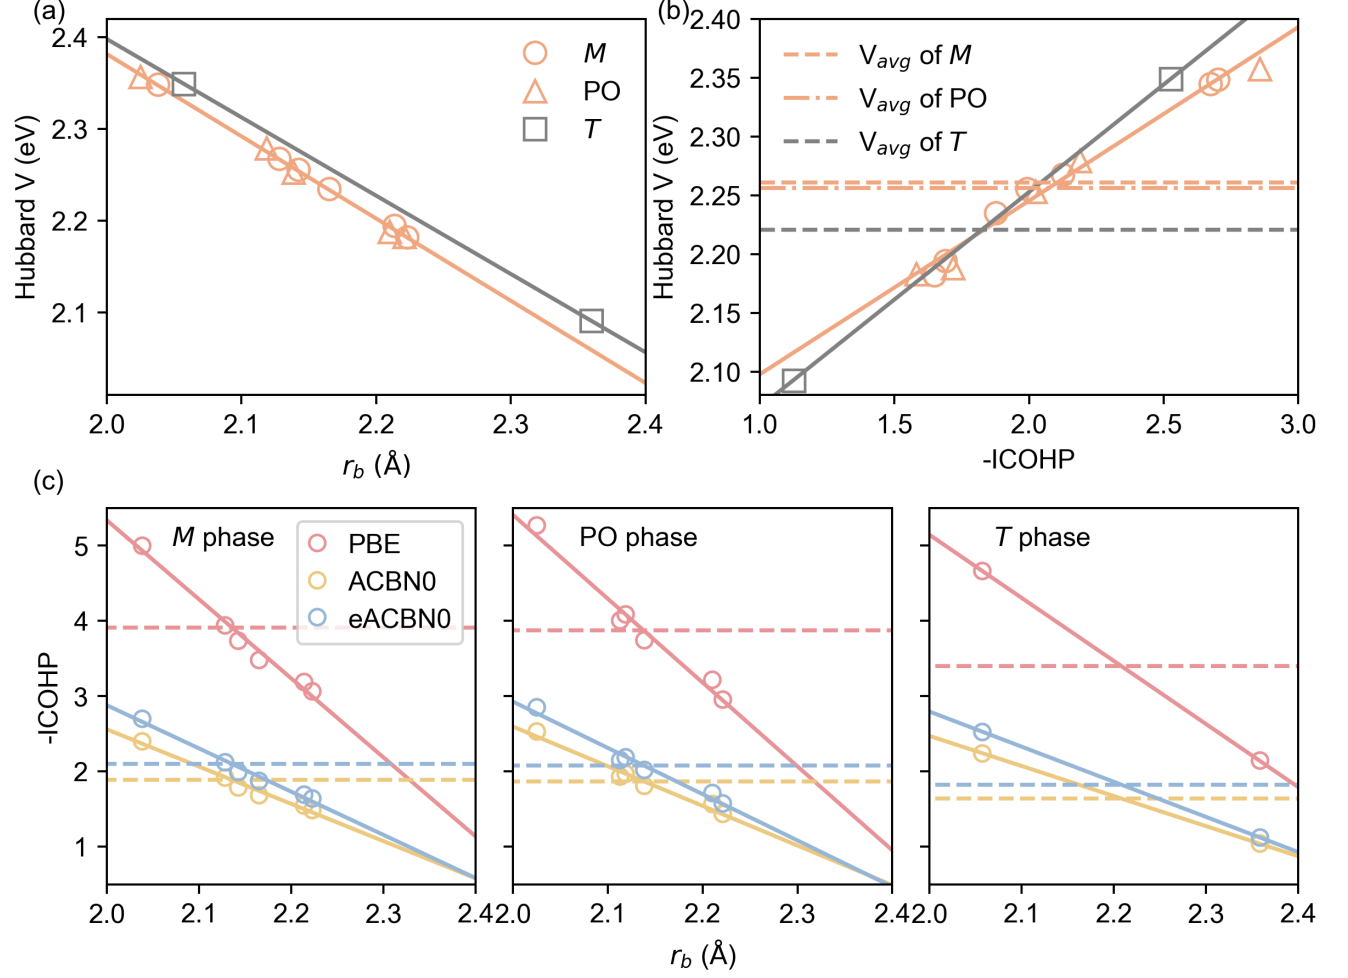 (a)
2.4
2.3
2.2
2.1
Hubbard V (eV)
M
PO
T
2.0 2.1 2.2 2.3 2.4
r_b (Å)
(b)
2.40
2.35
2.30
2.25
2.20
2.15
2.10
Hubbard V (eV)
V_avg of M
V_avg of PO
V_avg of T
1.0 1.5 2.0 2.5 3.0
-ICOHP
(c)
5
4
3
2
1
-ICOHP
M phase
PBE
ACBN0
eACBN0
PO phase
T phase
2.0 2.1 2.2 2.3 2.4
2.0 2.1 2.2 2.3 2.4
2.0 2.1 2.2 2.3 2.4
r_b (Å)